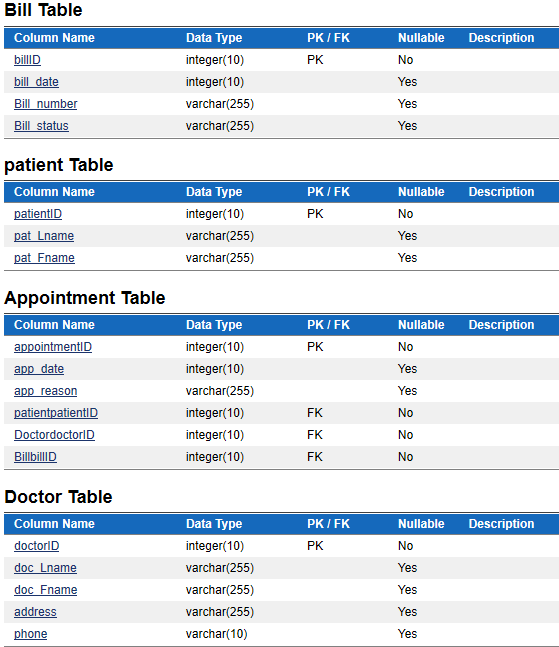 Bill Table
Column Name Data Type PK / FK Nullable Description
billID integer(10) PK No
bill_date integer(10) Yes
Bill_number varchar(255) Yes
Bill_status varchar(255) Yes
patient Table
Column Name Data Type PK / FK Nullable Description
patientID integer(10) PK No
pat_Lname varchar(255) Yes
pat_Fname varchar(255) Yes
Appointment Table
Column Name Data Type PK / FK Nullable Description
appointmentID integer(10) PK No
app_date integer(10) Yes
app_reason varchar(255) Yes
patientpatientID integer(10) FK No
DoctordoctorID integer(10) FK No
BillbillID integer(10) FK No
Doctor Table
Column Name Data Type PK / FK Nullable Description
doctorID integer(10) PK No
doc_Lname varchar(255) Yes
doc_Fname varchar(255) Yes
address varchar(255) Yes
phone varchar(10) Yes